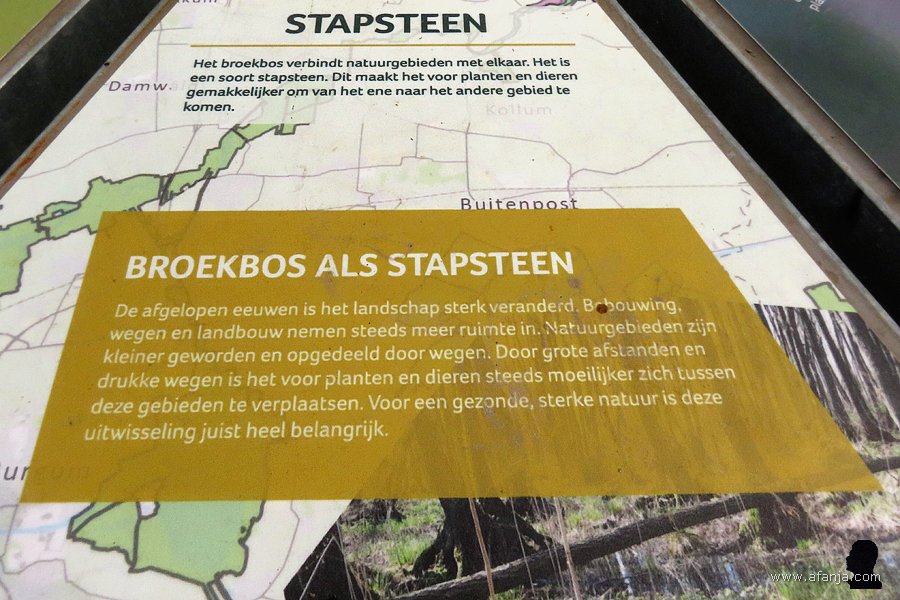 STAPSTEEN
Het broekbos verbindt natuurgebieden met elkaar. Het is
een soort stapsteen. Dit maakt het voor planten en dieren
gemakkelijker om van het ene naar het andere gebied te
komen.
Damw
Kollum
Buitenpost
BROEKBOS ALS STAPSTEEN
De afgelopen eeuwen is het landschap sterk veranderd. Bebouwing,
wegen en landbouw nemen steeds meer ruimte in. Natuurgebieden zijn
kleiner geworden en opgedeeld door wegen. Door grote afstanden en
drukke wegen is het voor planten en dieren steeds moeilijker zich tussen
deze gebieden te verplaatsen. Voor een gezonde, sterke natuur is deze
uitwisseling juist heel belangrijk.
www.afanja.com